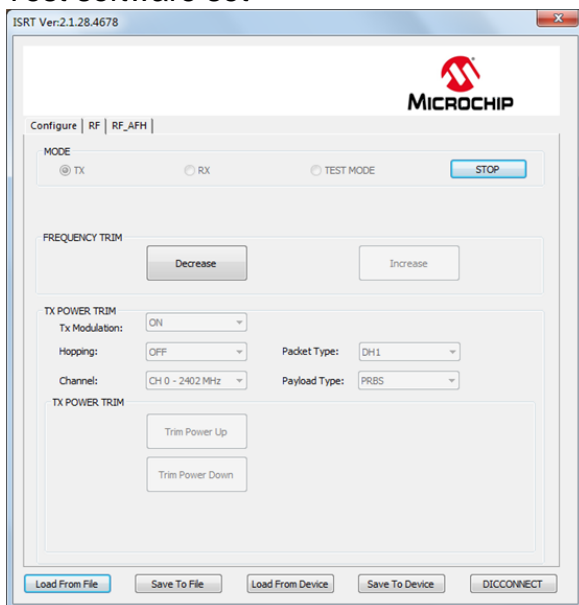 ISRT Ver:2.1.28.4678
MICROCHIP
Configure RF RF_AFH
MODE
TX RX TEST MODE STOP
FREQUENCY TRIM
Decrease Increase
TX POWER TRIM
Tx Modulation: ON
Hopping: OFF Packet Type: DH1
Channel: CH 0 - 2402 MHz Payload Type: PRBS
TX POWER TRIM
Trim Power Up
Trim Power Down
Load From File Save To File Load From Device Save To Device DICCONNECT